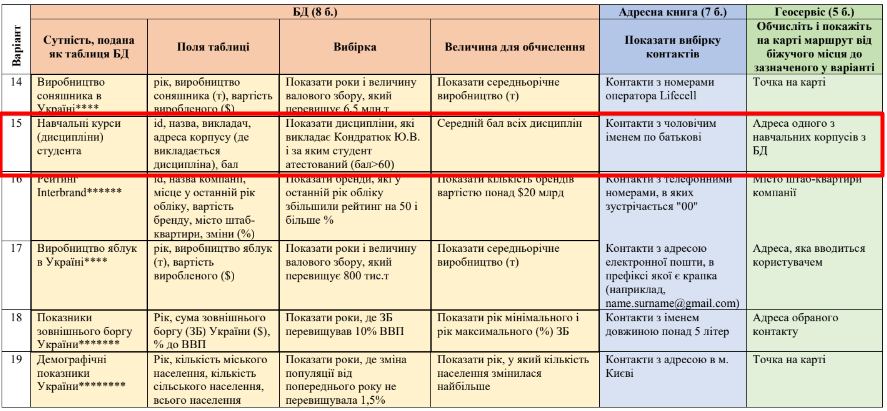 Варіант
БД (8 б.)
Адресна книга (7 б.)
Геосервіс (5 б.)
Сутність, подана
як таблиця БД
Поля таблиці
Вибірка
Величина для обчислення
Показати вибірку
контактів
Обчисліть і покажіть
на карті маршрут від
біжучого місця до
зазначеного у варіанті
14
Виробництво
соняшника в
Україні****
рік, виробництво
соняшника (т), вартість
виробленого ($)
Показати роки і величину
валового збору, який
перевищує 6,5 млн.т
Показати середньорічне
виробництво (т)
Контакти з номерами
оператора Lifecell
Точка на карті
15
Навчальні курси
(дисципліни)
студента
id, назва, викладач,
адреса корпусу (де
викладається
дисципліна), бал
Показати дисципліни, які
викладає Кондратюк Ю.В.
і за яким студент
атестований (бал>60)
Середній бал всіх дисциплін
Контакти з чоловічим
іменем по батькові
Адреса одного з
навчальних корпусів з
БД
16
Рейтинг
Interbrand******
id, назва компанії,
місце у останній рік
обліку, вартість
бренду, місто штаб-
квартири, зміни (%)
Показати бренди, які у
останній рік обліку
збільшили рейтинг на 50 і
більше %
Показати кількість брендів
вартістю понад $20 млрд
Контакти з телефонними
номерами, в яких
зустрічається "00"
Місто штаб-квартири
компанії
17
Виробництво яблук
в Україні****
рік, виробництво яблук
(т), вартість
виробленого ($)
Показати роки і величину
валового збору, який
перевищує 800 тис.т
Показати середньорічне
виробництво (т)
Контакти з адресою
електронної пошти, в
префіксі якої є крапка
(наприклад,
name.surname@gmail.com)
Адреса, яка вводиться
користувачем
18
Показники
зовнішнього боргу
України*******
Рік, сума зовнішнього
боргу (ЗБ) України ($),
% до ВВП
Показати роки, де ЗБ
перевищував 10% ВВП
Показати рік мінімального і
рік максимального (%) ЗБ
Контакти з іменем
довжиною понад 5 літер
Адреса обраного
контакту
19
Демографічні
показники
України********
Рік, кількість міського
населення, кількість
сільського населення,
всього населення
Показати роки, де зміна
популяції від
попереднього року не
перевищувала 1,5%
Показати рік, у який кількість
населення змінилася
найбільше
Контакти з адресою в м.
Києві
Точка на карті